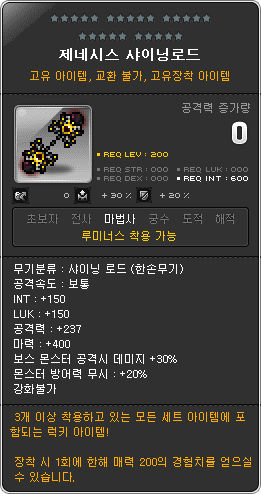 제네시스 샤이닝로드
고유 아이템, 교환 불가, 고유장착 아이템
공격력 증가량
0
REQ LEV : 200
REQ STR : 000 REQ LUK : 000
REQ DEX : 000 REQ INT : 600
0 + 30 % + 20 %
초보자 전사 마법사 궁수 도적 해적
루미너스 착용 가능
무기분류 : 샤이닝 로드 (한손무기)
공격속도 : 보통
INT : +150
LUK : +150
공격력 : +237
마력 : +400
보스 몬스터 공격시 데미지 +30%
몬스터 방어력 무시 : +20%
강화불가
3개 이상 착용하고 있는 모든 세트 아이템에 포
함되는 럭키 아이템!
장착 시 1회에 한해 매력 200의 경험치를 얻으실
수 있습니다.